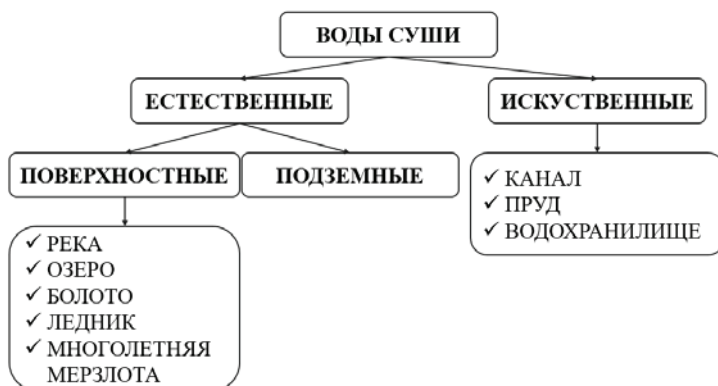 ВОДЫ СУШИ
ЕСТЕСТВЕННЫЕ
ИСКУСТВЕННЫЕ
ПОВЕРХНОСТНЫЕ
ПОДЗЕМНЫЕ
✓ КАНАЛ
✓ ПРУД
✓ ВОДОХРАНИЛИЩЕ
✓ РЕКА
✓ ОЗЕРО
✓ БОЛОТО
✓ ЛЕДНИК
✓ МНОГОЛЕТНЯЯ
МЕРЗЛОТА